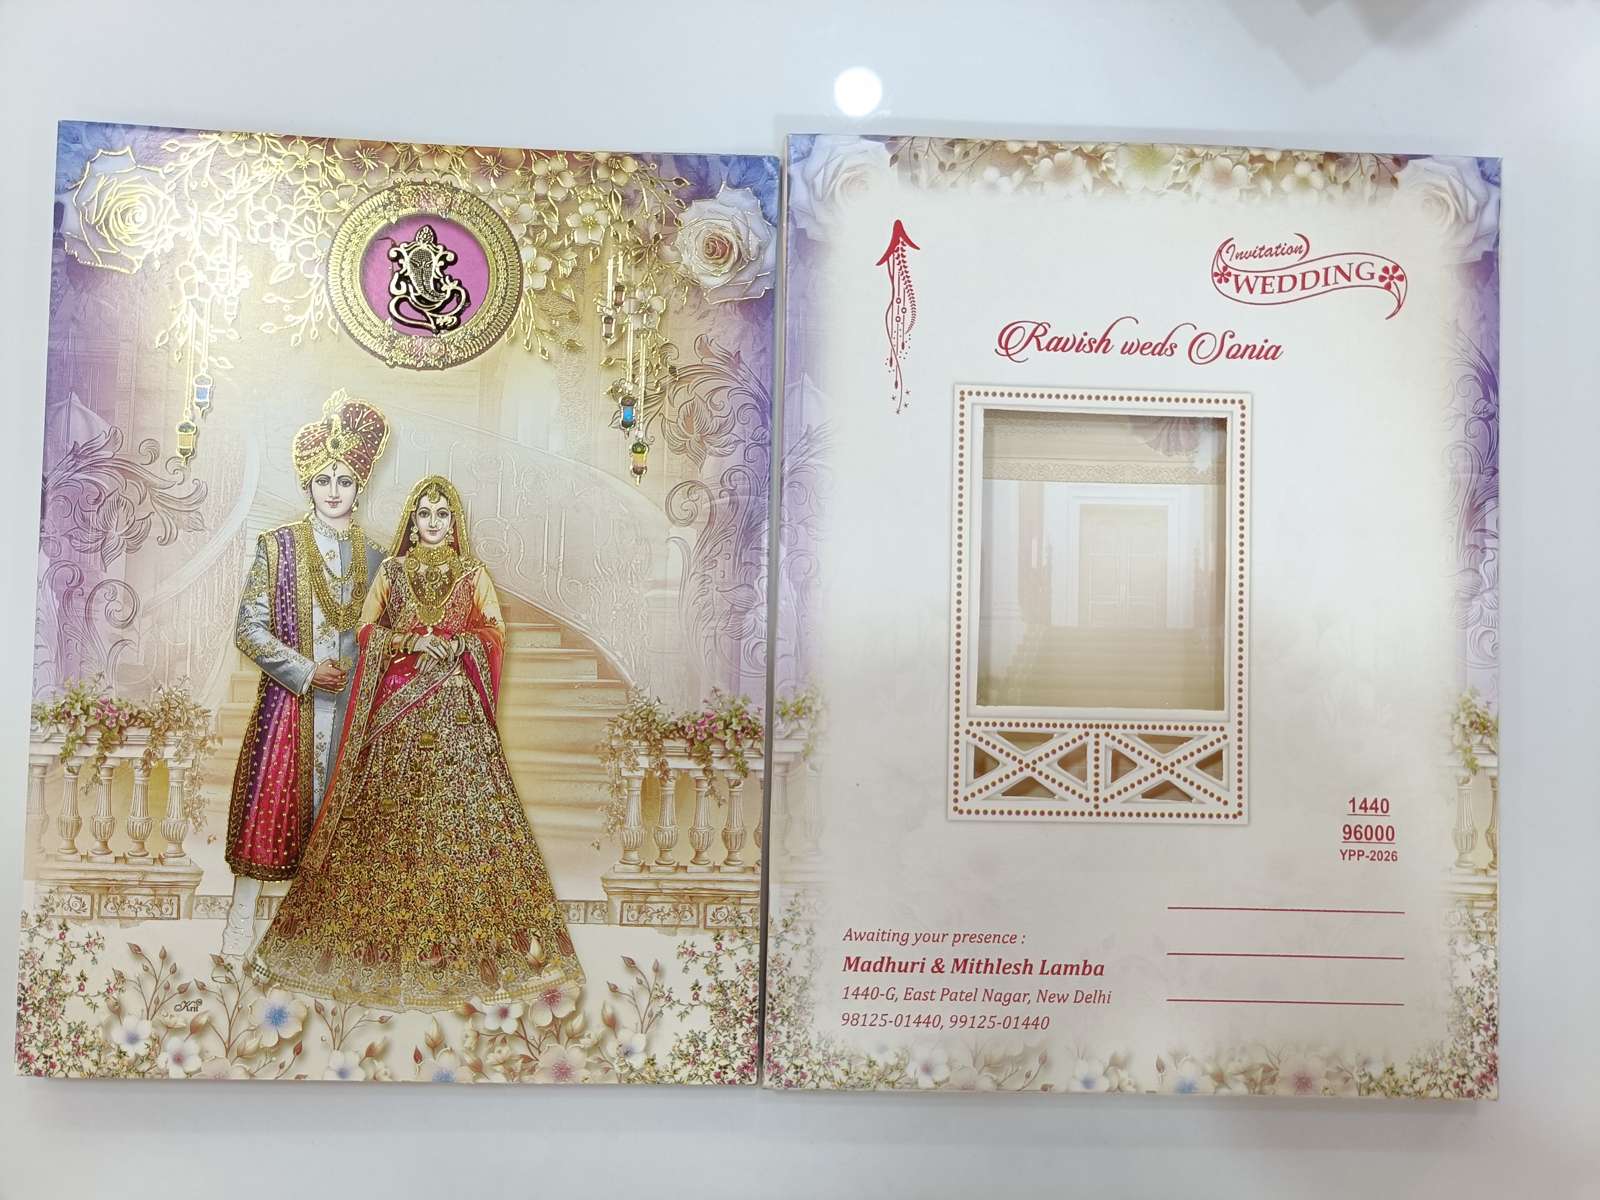 Invitation
WEDDING
Ravish weds Sonia
1440
96000
YPP-2026
Awaiting your presence :
Madhuri & Mithlesh Lamba
1440-G, East Patel Nagar, New Delhi
98125-01440, 99125-01440